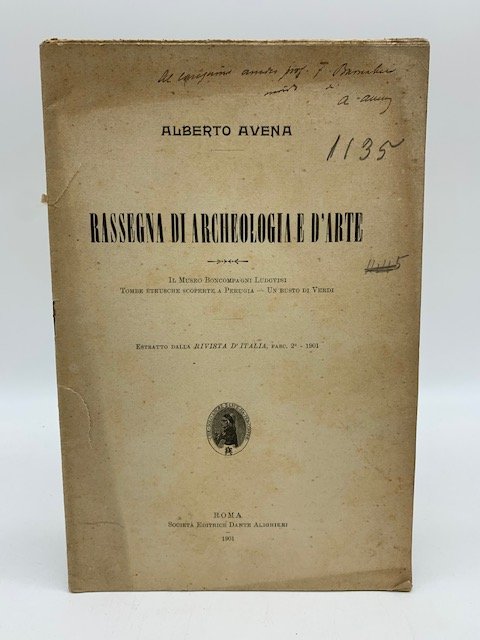 Al carissimo amico prof. F. Barnabei
A. Avena
ALBERTO AVENA
1135
RASSEGNA DI ARCHEOLOGIA E D'ARTE
IL MUSEO BONCOMPAGNI LUDOVISI
TOMBE ETRUSCHE SCOPERTE A PERUGIA — UN BUSTO DI VERDI
ESTRATTO DALLA RIVISTA D'ITALIA, FASC. 2º - 1901
ROMA
SOCIETÀ EDITRICE DANTE ALIGHIERI
1901